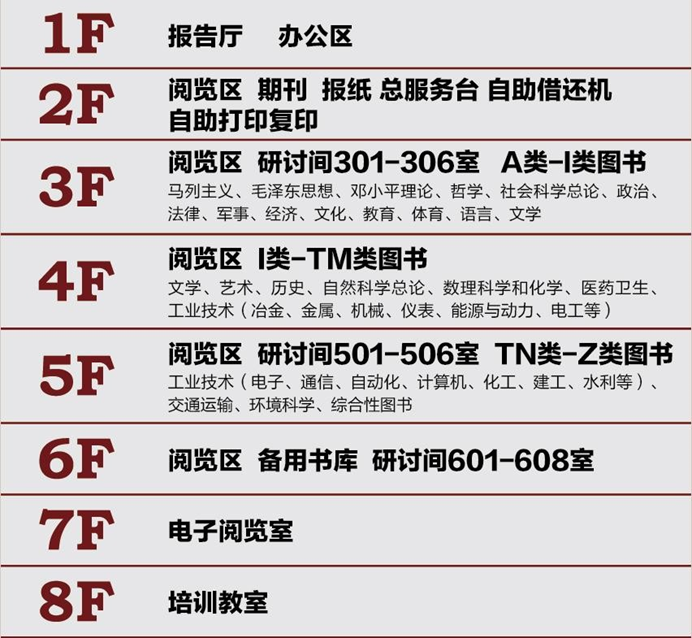 1F 报告厅 办公区
2F 阅览区 期刊 报纸 总服务台 自助借还机
自助打印复印
3F 阅览区 研讨间301-306室 A类-I类图书
马列主义、毛泽东思想、邓小平理论、哲学、社会科学总论、政治、
法律、军事、经济、文化、教育、体育、语言、文学
4F 阅览区 I类-TM类图书
文学、艺术、历史、自然科学总论、数理科学和化学、医药卫生、
工业技术（冶金、金属、机械、仪表、能源与动力、电工等）
5F 阅览区 研讨间501-506室 TN类-Z类图书
工业技术（电子、通信、自动化、计算机、化工、建工、水利等）、
交通运输、环境科学、综合性图书
6F 阅览区 备用书库 研讨间601-608室
7F 电子阅览室
8F 培训教室